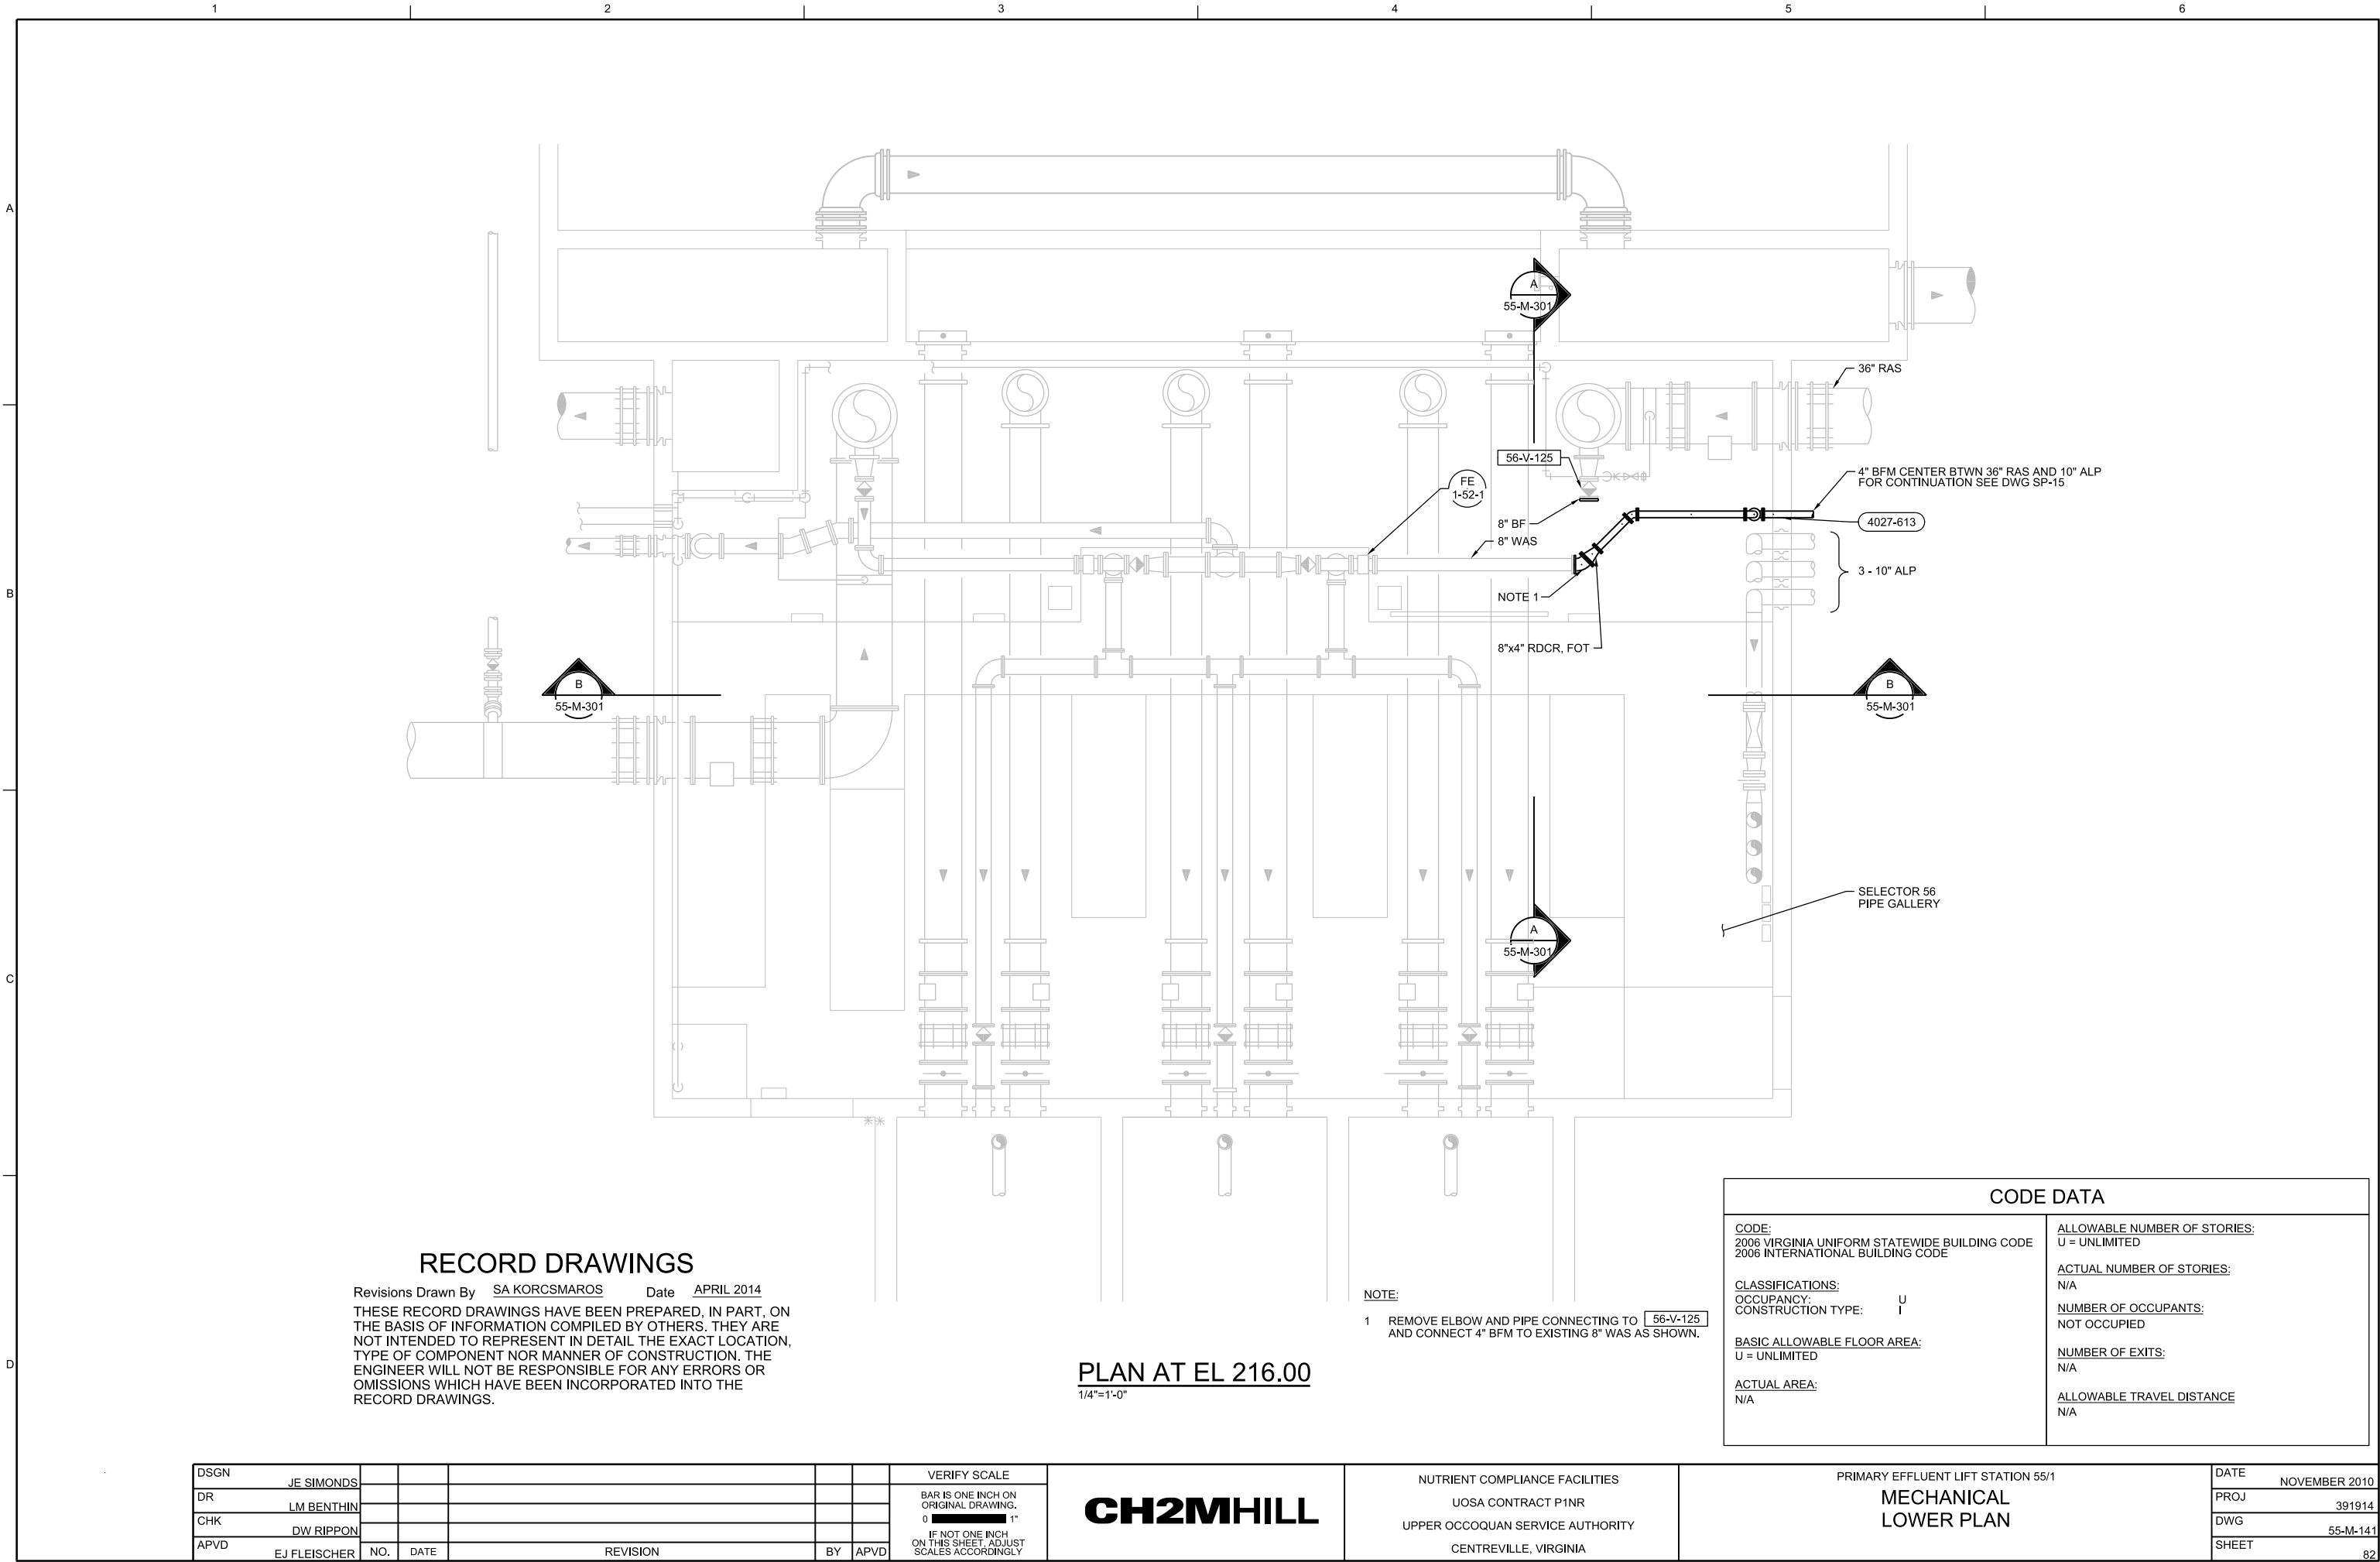 1 2 3 4 5 6
A
B
C
D
A
55-M-301
36" RAS
56-V-125
FE
1-52-1
4" BFM CENTER BTWN 36" RAS AND 10" ALP
FOR CONTINUATION SEE DWG SP-15
4027-613
8" BF
8" WAS
3 - 10" ALP
NOTE 1
8"x4" RDCR, FOT
B
55-M-301
B
55-M-301
SELECTOR 56
PIPE GALLERY
A
55-M-301
RECORD DRAWINGS
Revisions Drawn By SA KORCSMAROS Date APRIL 2014
THESE RECORD DRAWINGS HAVE BEEN PREPARED, IN PART, ON
THE BASIS OF INFORMATION COMPILED BY OTHERS. THEY ARE
NOT INTENDED TO REPRESENT IN DETAIL THE EXACT LOCATION,
TYPE OF COMPONENT NOR MANNER OF CONSTRUCTION. THE
ENGINEER WILL NOT BE RESPONSIBLE FOR ANY ERRORS OR
OMISSIONS WHICH HAVE BEEN INCORPORATED INTO THE
RECORD DRAWINGS.
PLAN AT EL 216.00
1/4"=1'-0"
NOTE:
1 REMOVE ELBOW AND PIPE CONNECTING TO 56-V-125
AND CONNECT 4" BFM TO EXISTING 8" WAS AS SHOWN.
CODE DATA
CODE:
2006 VIRGINIA UNIFORM STATEWIDE BUILDING CODE
2006 INTERNATIONAL BUILDING CODE
CLASSIFICATIONS:
OCCUPANCY: U
CONSTRUCTION TYPE: I
BASIC ALLOWABLE FLOOR AREA:
U = UNLIMITED
ACTUAL AREA:
N/A
ALLOWABLE NUMBER OF STORIES:
U = UNLIMITED
ACTUAL NUMBER OF STORIES:
N/A
NUMBER OF OCCUPANTS:
NOT OCCUPIED
NUMBER OF EXITS:
N/A
ALLOWABLE TRAVEL DISTANCE
N/A
DSGN JE SIMONDS
DR LM BENTHIN
CHK DW RIPPON
APVD EJ FLEISCHER
NO. DATE REVISION BY APVD
VERIFY SCALE
BAR IS ONE INCH ON
ORIGINAL DRAWING.
0 1"
IF NOT ONE INCH
ON THIS SHEET, ADJUST
SCALES ACCORDINGLY
CH2MHILL
NUTRIENT COMPLIANCE FACILITIES
UOSA CONTRACT P1NR
UPPER OCCOQUAN SERVICE AUTHORITY
CENTREVILLE, VIRGINIA
PRIMARY EFFLUENT LIFT STATION 55/1
MECHANICAL
LOWER PLAN
DATE NOVEMBER 2010
PROJ 391914
DWG 55-M-141
SHEET 82